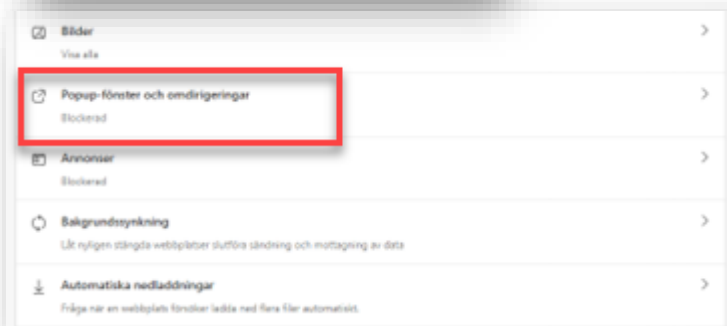 Bilder
Visa alla
Popup-fönster och omdirigeringar
Blockerad
Annonser
Blockerad
Bakgrundssynkning
Låt nyligen stängda webbplatser slutföra sändning och mottagning av data
Automatiska nedladdningar
Fråga när en webbplats försöker ladda ned flera filer automatiskt.